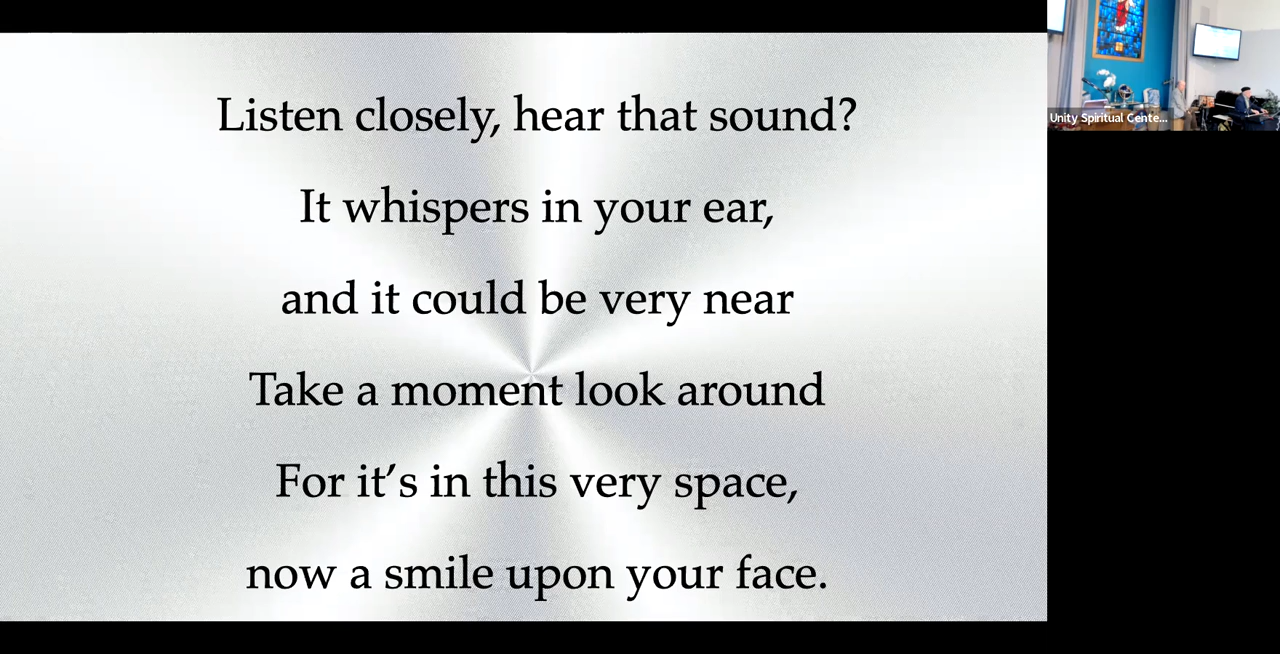 Listen closely, hear that sound?
It whispers in your ear,
and it could be very near
Take a moment look around
For it’s in this very space,
now a smile upon your face.
Unity Spiritual Cente...